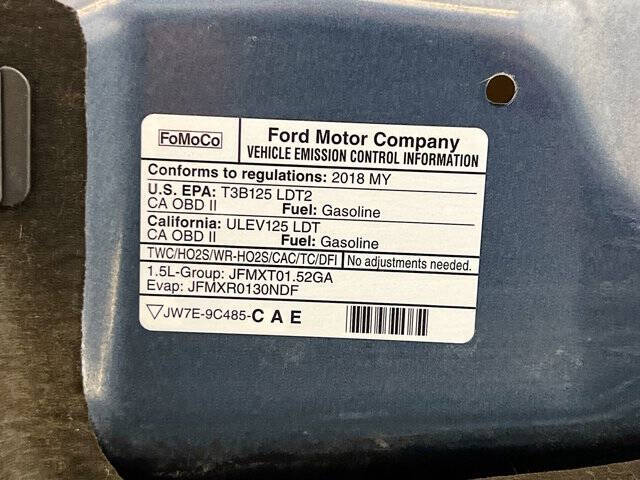 FoMoCo
Ford Motor Company
VEHICLE EMISSION CONTROL INFORMATION
Conforms to regulations: 2018 MY
U.S. EPA: T3B125 LDT2
CA OBD II Fuel: Gasoline
California: ULEV125 LDT
CA OBD II Fuel: Gasoline
TWC/HO2S/WR-HO2S/CAC/TC/DFI No adjustments needed.
1.5L-Group: JFMXT01.52GA
Evap: JFMXR0130NDF
JW7E-9C485-C A E